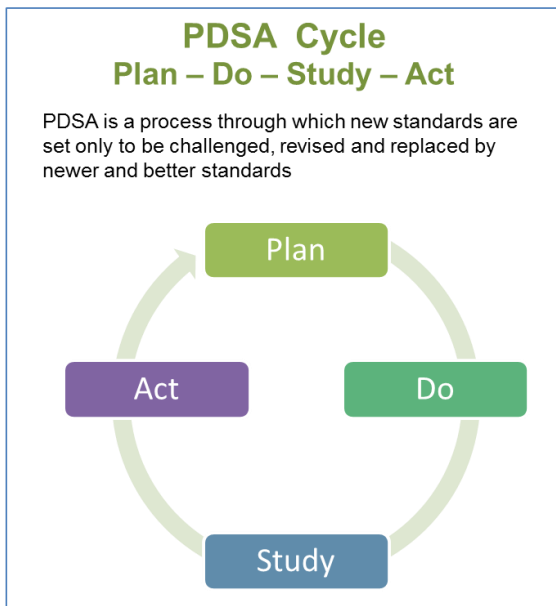 PDSA Cycle
Plan – Do – Study – Act
PDSA is a process through which new standards are
set only to be challenged, revised and replaced by
newer and better standards
Plan
Act
Do
Study